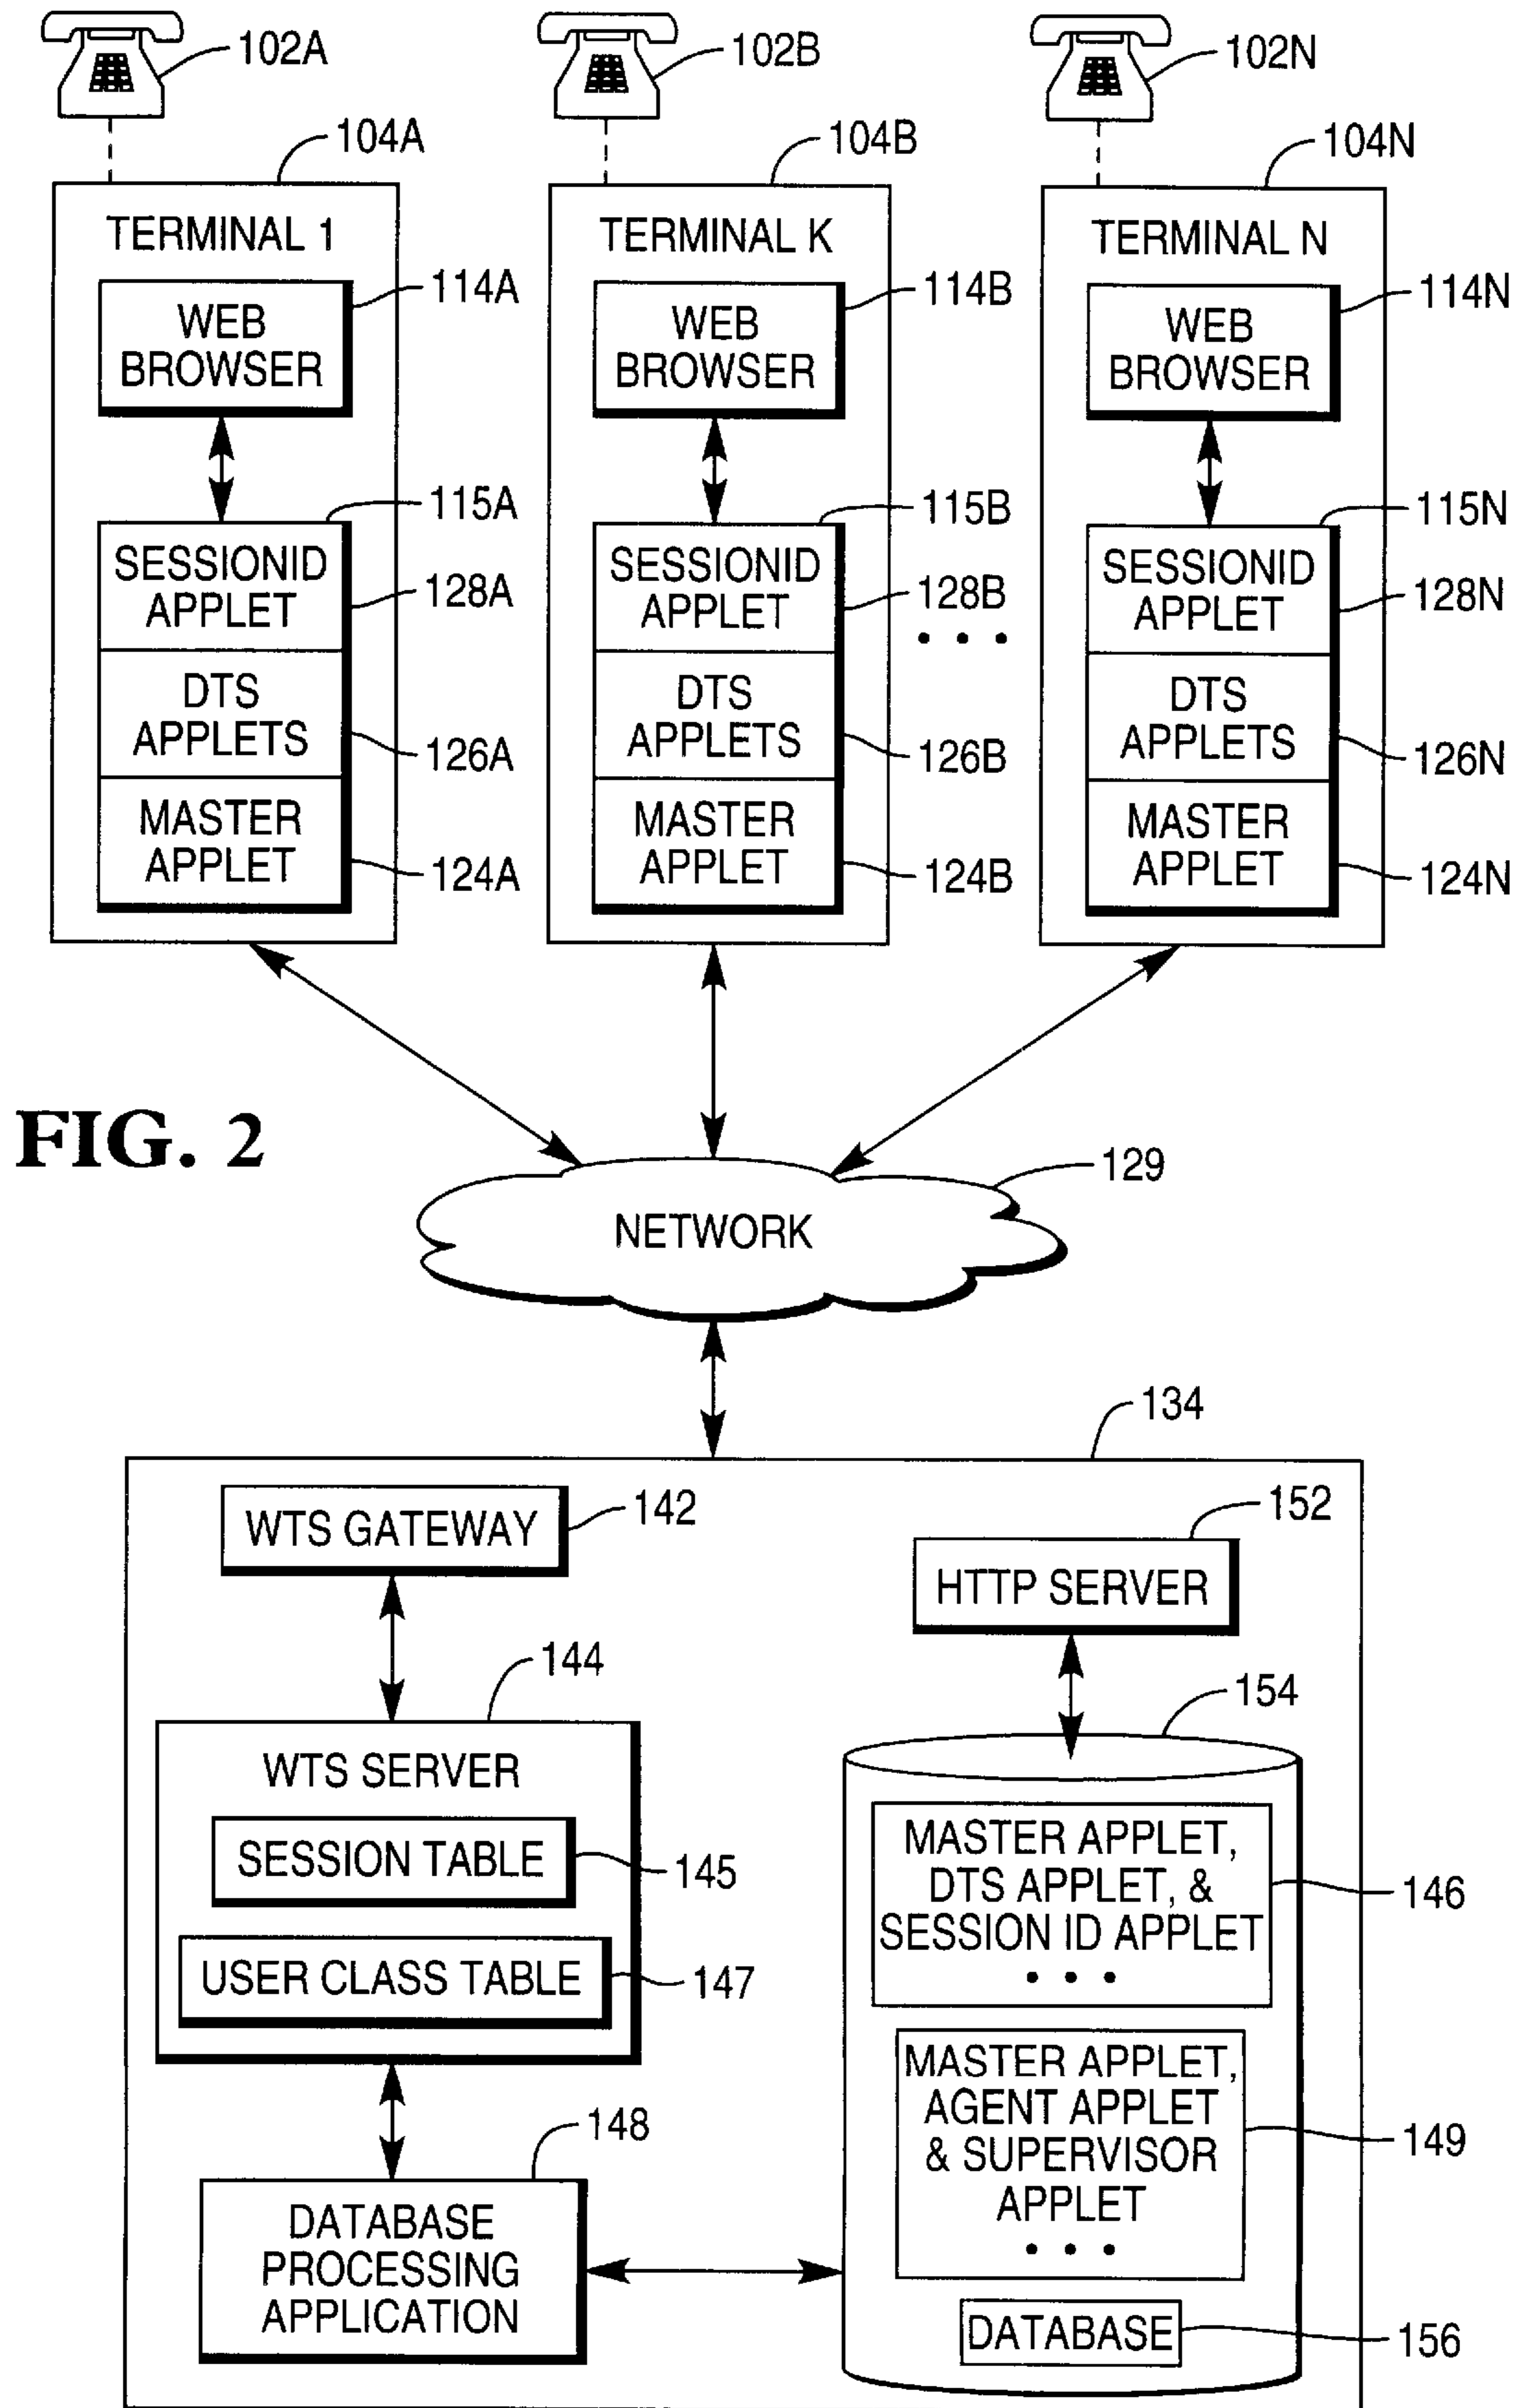 102A
102B
102N
104A
104B
104N
TERMINAL 1
TERMINAL K
TERMINAL N
114A
114B
114N
WEB
BROWSER
WEB
BROWSER
WEB
BROWSER
115A
115B
115N
SESSIONID
APPLET
SESSIONID
APPLET
SESSIONID
APPLET
128A
128B
128N
• • •
DTS
APPLETS
DTS
APPLETS
DTS
APPLETS
126A
126B
126N
MASTER
APPLET
MASTER
APPLET
MASTER
APPLET
124A
124B
124N
FIG. 2
129
NETWORK
134
WTS GATEWAY
142
152
HTTP SERVER
144
WTS SERVER
SESSION TABLE
145
USER CLASS TABLE
147
154
MASTER APPLET,
DTS APPLET, &
SESSION ID APPLET
• • •
146
MASTER APPLET,
AGENT APPLET
& SUPERVISOR
APPLET
• • •
149
148
DATABASE
PROCESSING
APPLICATION
DATABASE
156